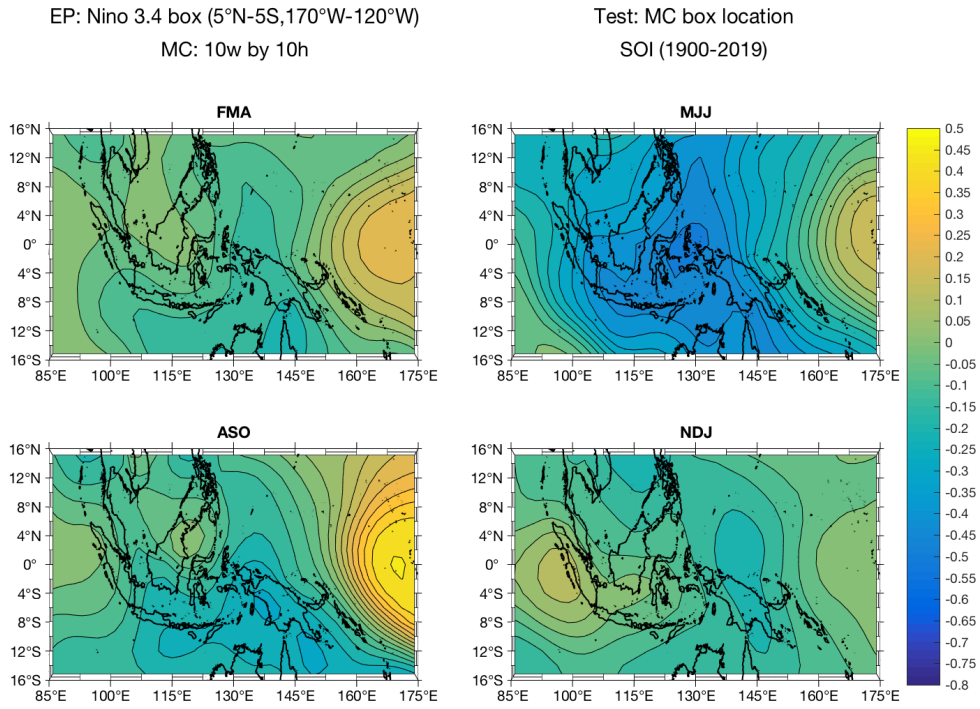 EP: Nino 3.4 box (5°N-5S,170°W-120°W)
MC: 10w by 10h
Test: MC box location
SOI (1900-2019)
FMA
16°N
12°N
8°N
4°N
0°
4°S
8°S
12°S
16°S
85°E 100°E 115°E 130°E 145°E 160°E 175°E
MJJ
16°N
12°N
8°N
4°N
0°
4°S
8°S
12°S
16°S
85°E 100°E 115°E 130°E 145°E 160°E 175°E
ASO
16°N
12°N
8°N
4°N
0°
4°S
8°S
12°S
16°S
85°E 100°E 115°E 130°E 145°E 160°E 175°E
NDJ
16°N
12°N
8°N
4°N
0°
4°S
8°S
12°S
16°S
85°E 100°E 115°E 130°E 145°E 160°E 175°E
0.5
0.45
0.4
0.35
0.3
0.25
0.2
0.15
0.1
0.05
0
-0.05
-0.1
-0.15
-0.2
-0.25
-0.3
-0.35
-0.4
-0.45
-0.5
-0.55
-0.6
-0.65
-0.7
-0.75
-0.8